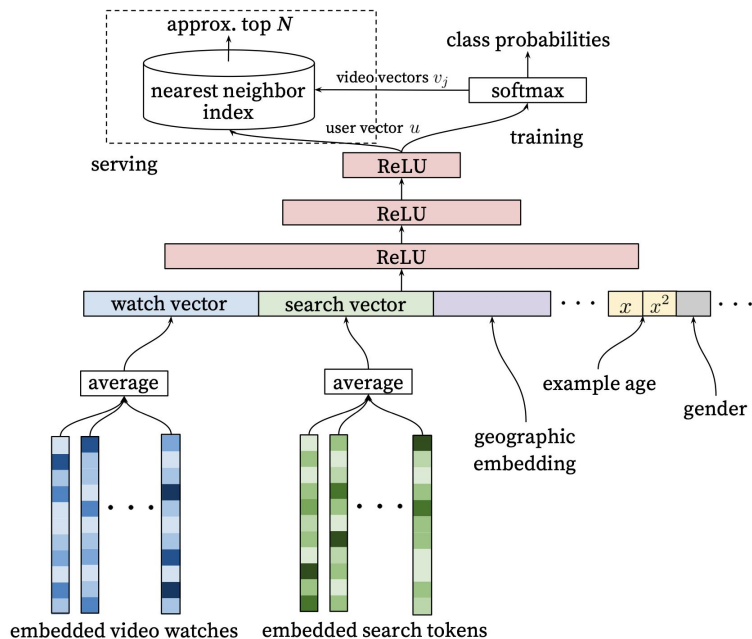 approx. top N
class probabilities
nearest neighbor
index
video vectors v_j
softmax
user vector u
training
serving
ReLU
ReLU
ReLU
watch vector
search vector
· · ·
x
x²
· · ·
average
average
example age
gender
geographic
embedding
· · ·
· · ·
embedded video watches
embedded search tokens